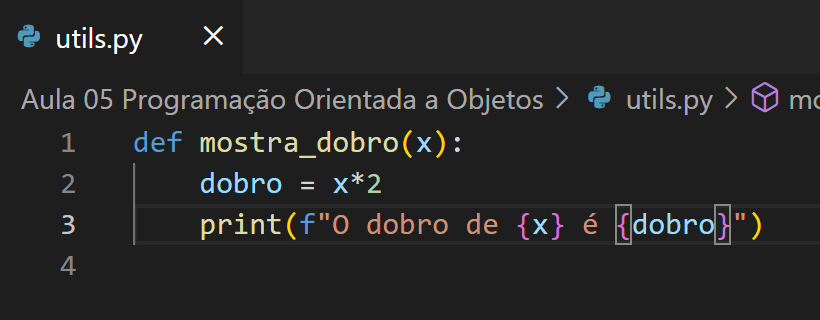 utils.py
Aula 05 Programação Orientada a Objetos > utils.py > mo
1 def mostra_dobro(x):
2     dobro = x*2
3     print(f"O dobro de {x} é {dobro}")
4